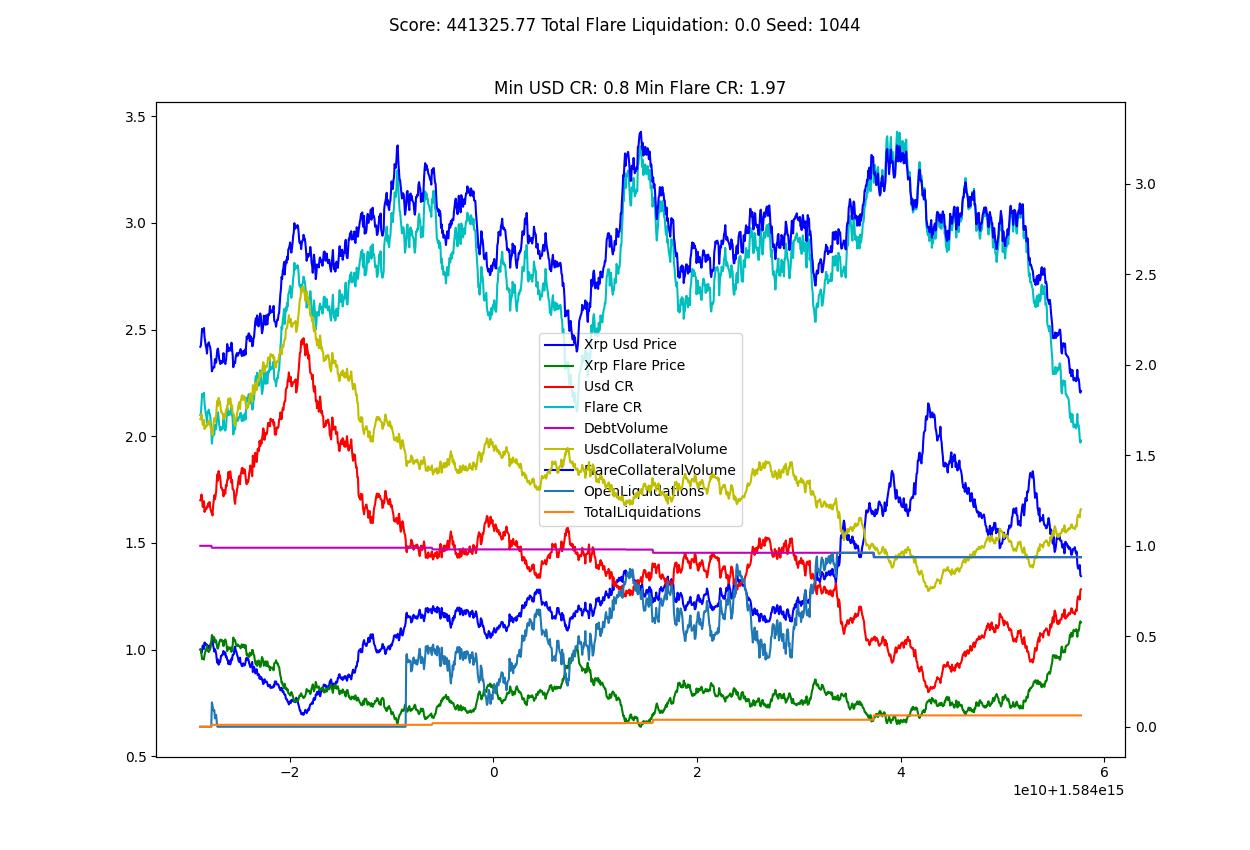 Score: 441325.77 Total Flare Liquidation: 0.0 Seed: 1044
Min USD CR: 0.8 Min Flare CR: 1.97
3.5
3.0
2.5
2.0
1.5
1.0
0.5
3.0
2.5
2.0
1.5
1.0
0.5
0.0
Xrp Usd Price
Xrp Flare Price
Usd CR
Flare CR
DebtVolume
UsdCollateralVolume
FlareCollateralVolume
OpenLiquidations
TotalLiquidations
−2 0 2 4 6
1e10+1.584e15